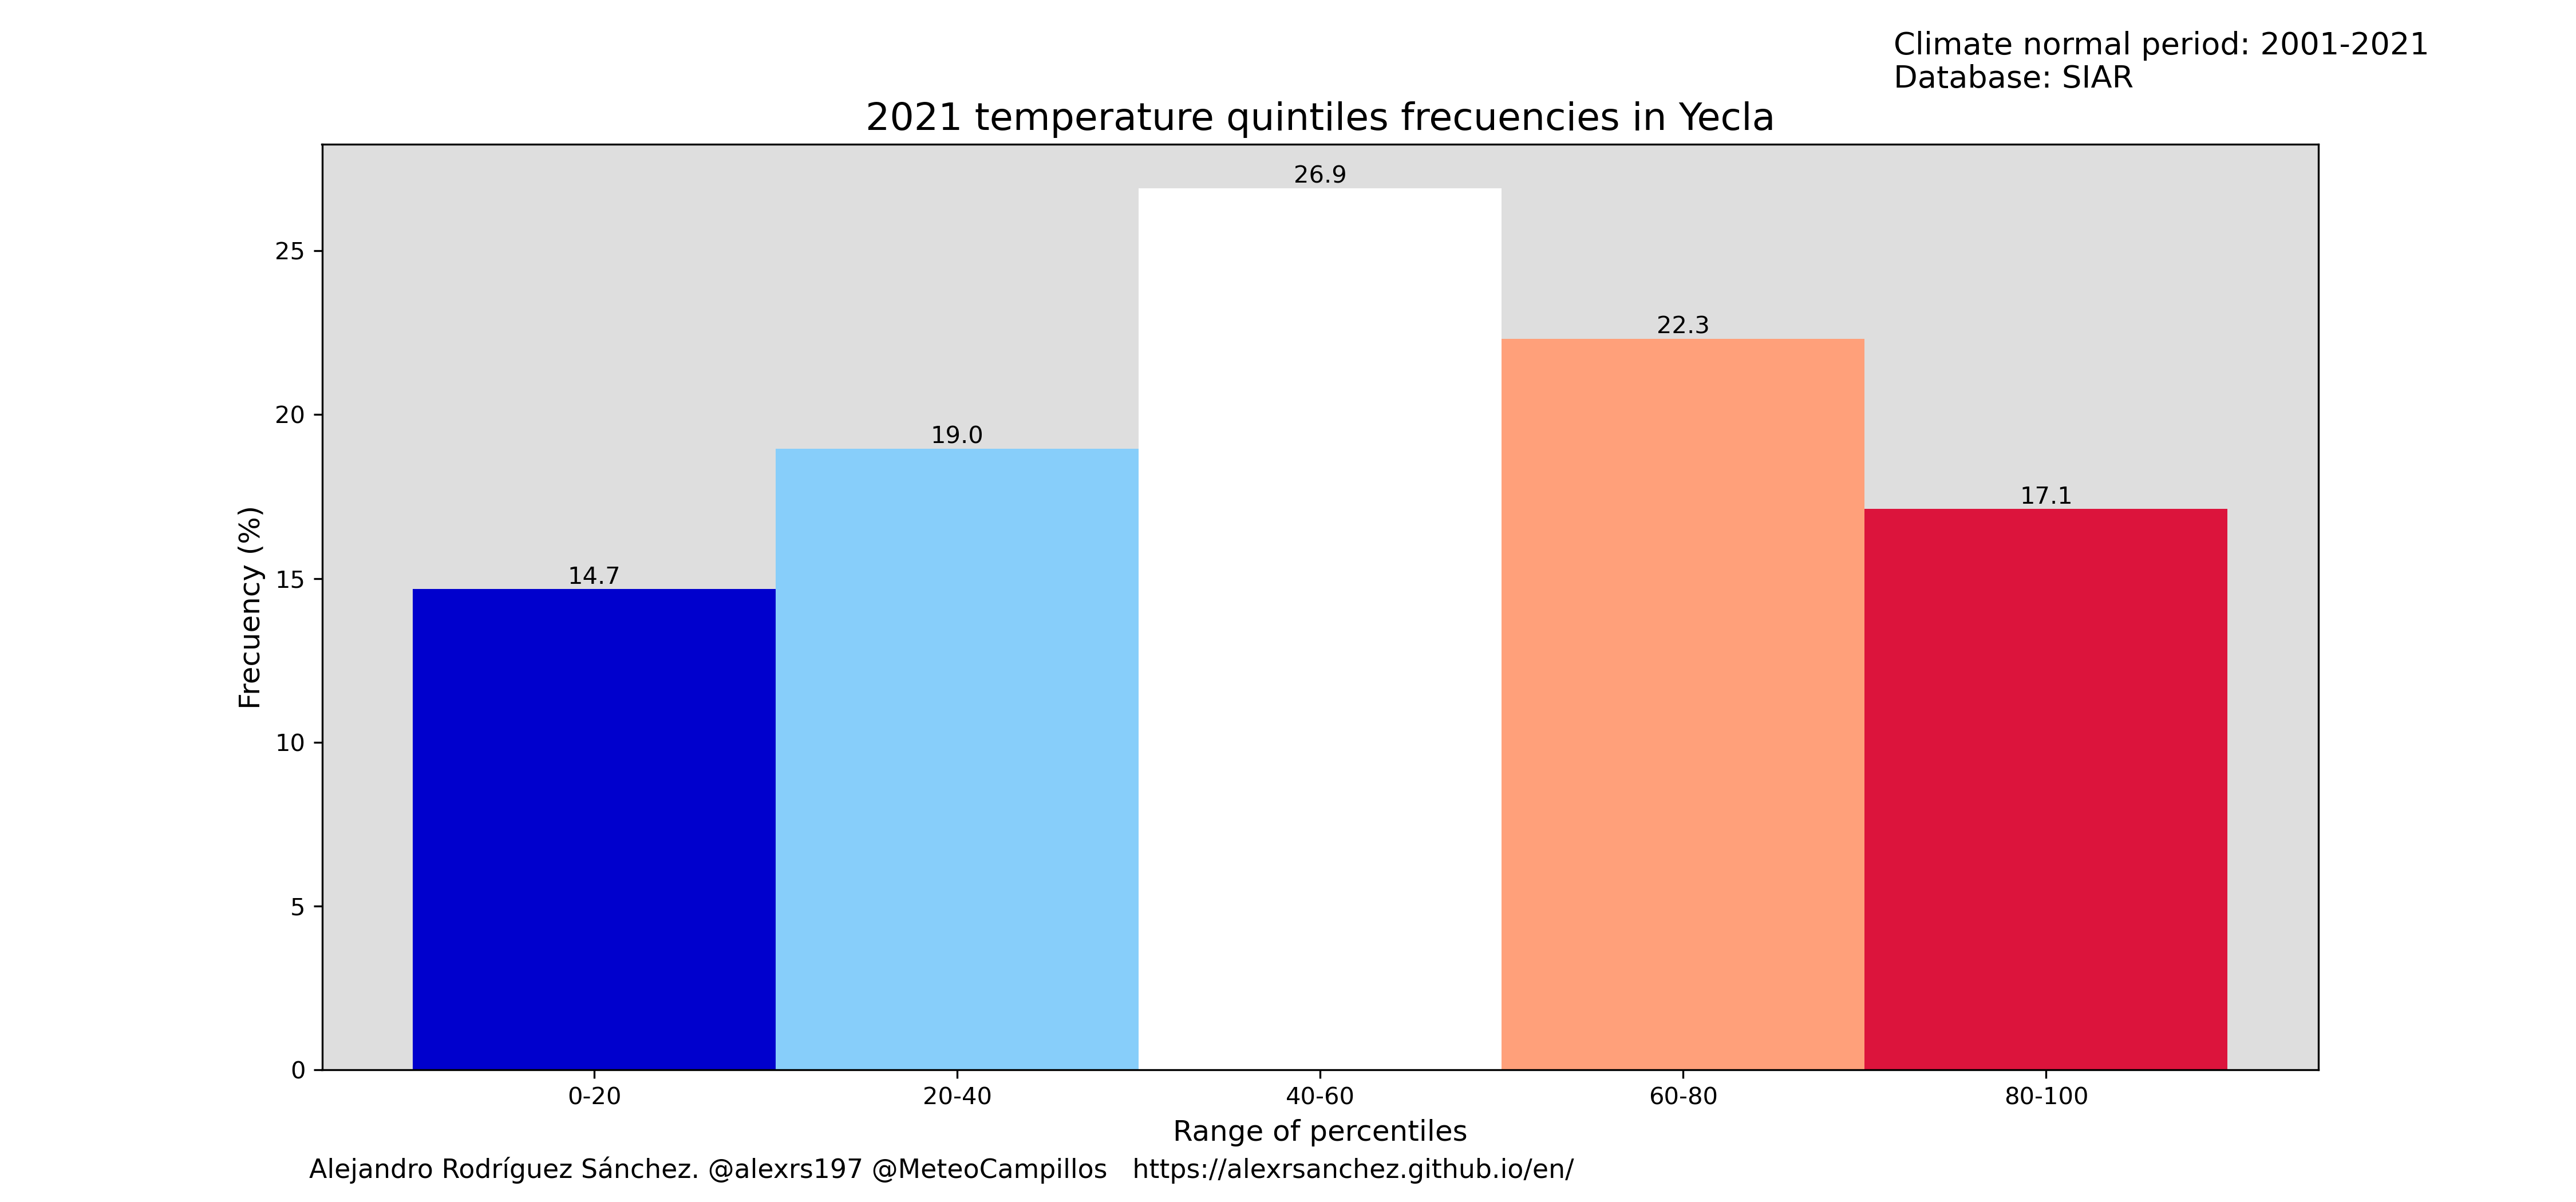 Climate normal period: 2001-2021
Database: SIAR
2021 temperature quintiles frecuencies in Yecla
26.9
25
22.3
20
19.0
17.1
Frecuency (%)
15
14.7
10
5
0
0-20 20-40 40-60 60-80 80-100
Range of percentiles
Alejandro Rodríguez Sánchez. @alexrs197 @MeteoCampillos https://alexrsanchez.github.io/en/